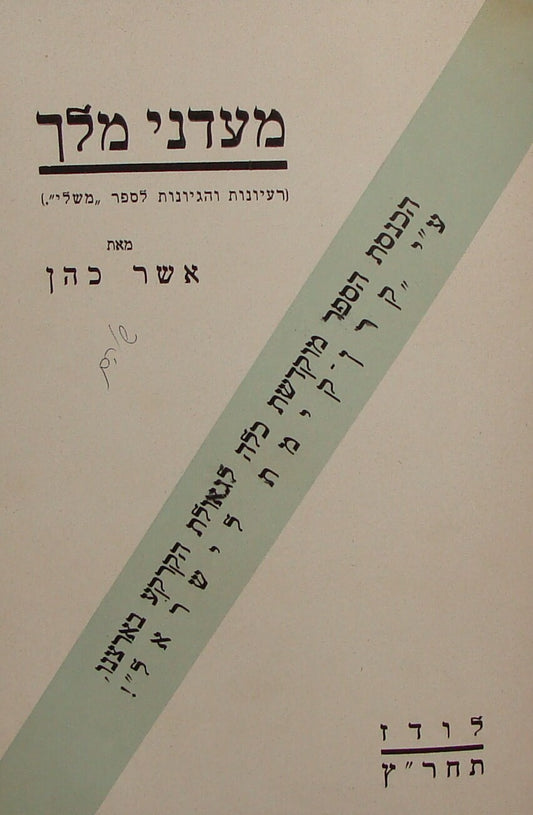 מעדני מלך
(רעיונות והגיונות לספר „משלי״.)
מאת
אשר כהן
הכנסת הספר מוקדשת כלה לגאולת הקרקע בארצנו,
ע״י „קרן־קימת לישראל״!
לודז
תחר״ץ